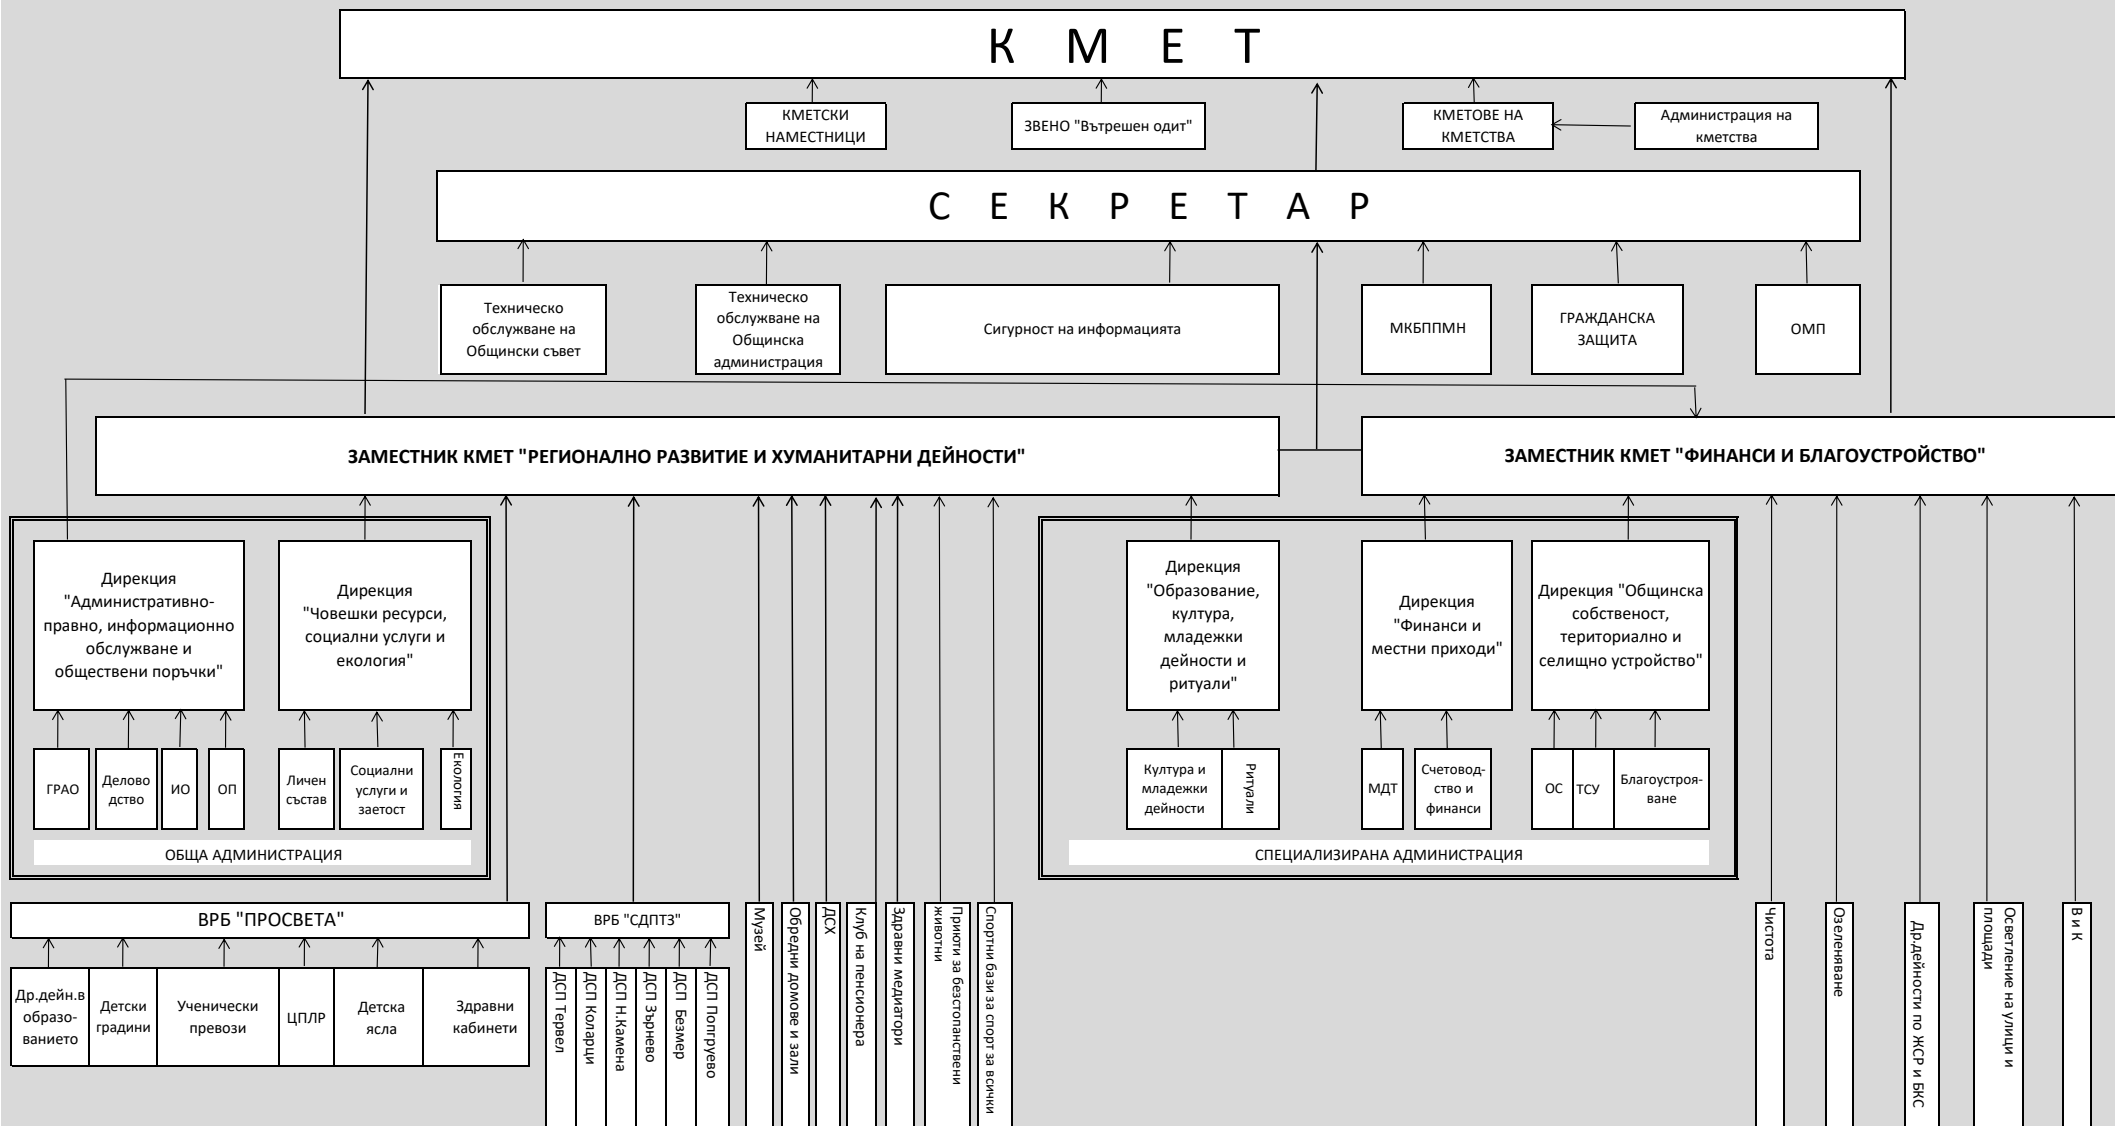 К М Е Т
КМЕТСКИ
НАМЕСТНИЦИ
ЗВЕНО "Вътрешен одит"
КМЕТОВЕ НА
КМЕТСТВА
Администрация на
кметства
С Е К Р Е Т А Р
Техническо
обслужване на
Общински съвет
Техническо
обслужване на
Общинска
администрация
Сигурност на информацията
МКБППМН
ГРАЖДАНСКА
ЗАЩИТА
ОМП
ЗАМЕСТНИК КМЕТ "РЕГИОНАЛНО РАЗВИТИЕ И ХУМАНИТАРНИ ДЕЙНОСТИ"
ЗАМЕСТНИК КМЕТ "ФИНАНСИ И БЛАГОУСТРОЙСТВО"
Дирекция
"Административно-
правно, информационно
обслужване и
обществени поръчки"
Дирекция
"Човешки ресурси,
социални услуги и
екология"
Дирекция
"Образование,
култура,
младежки
дейности и
ритуали"
Дирекция
"Финанси и
местни приходи"
Дирекция "Общинска
собственост,
териториално и
селищно устройство"
ГРАО
Делово
дство
ИО
ОП
Личен
състав
Социални
услуги и
заетост
Екология
Култура и
младежки
дейности
Ритуали
МДТ
Счетовод-
ство и
финанси
ОС
ТСУ
Благоустроя-
ване
ОБЩА АДМИНИСТРАЦИЯ
СПЕЦИАЛИЗИРАНА АДМИНИСТРАЦИЯ
ВРБ "ПРОСВЕТА"
ВРБ "СДПТЗ"
Музей
Обредни домове и зали
ДСХ
Клуб на пенсионера
Здравни медиатори
Приюти за безстопанствени
животни
Спортни бази за спорт за всички
Чистота
Озеленяване
Др.дейности по ЖСР и БКС
Осветление на улици и
площади
В и К
Др.дейн.в
образо-
ванието
Детски
градини
Ученически
превози
ЦПЛР
Детска
ясла
Здравни
кабинети
ДСП Тервел
ДСП Коларци
ДСП Н.Камена
ДСП Зърнево
ДСП Безмер
ДСП Попгруево